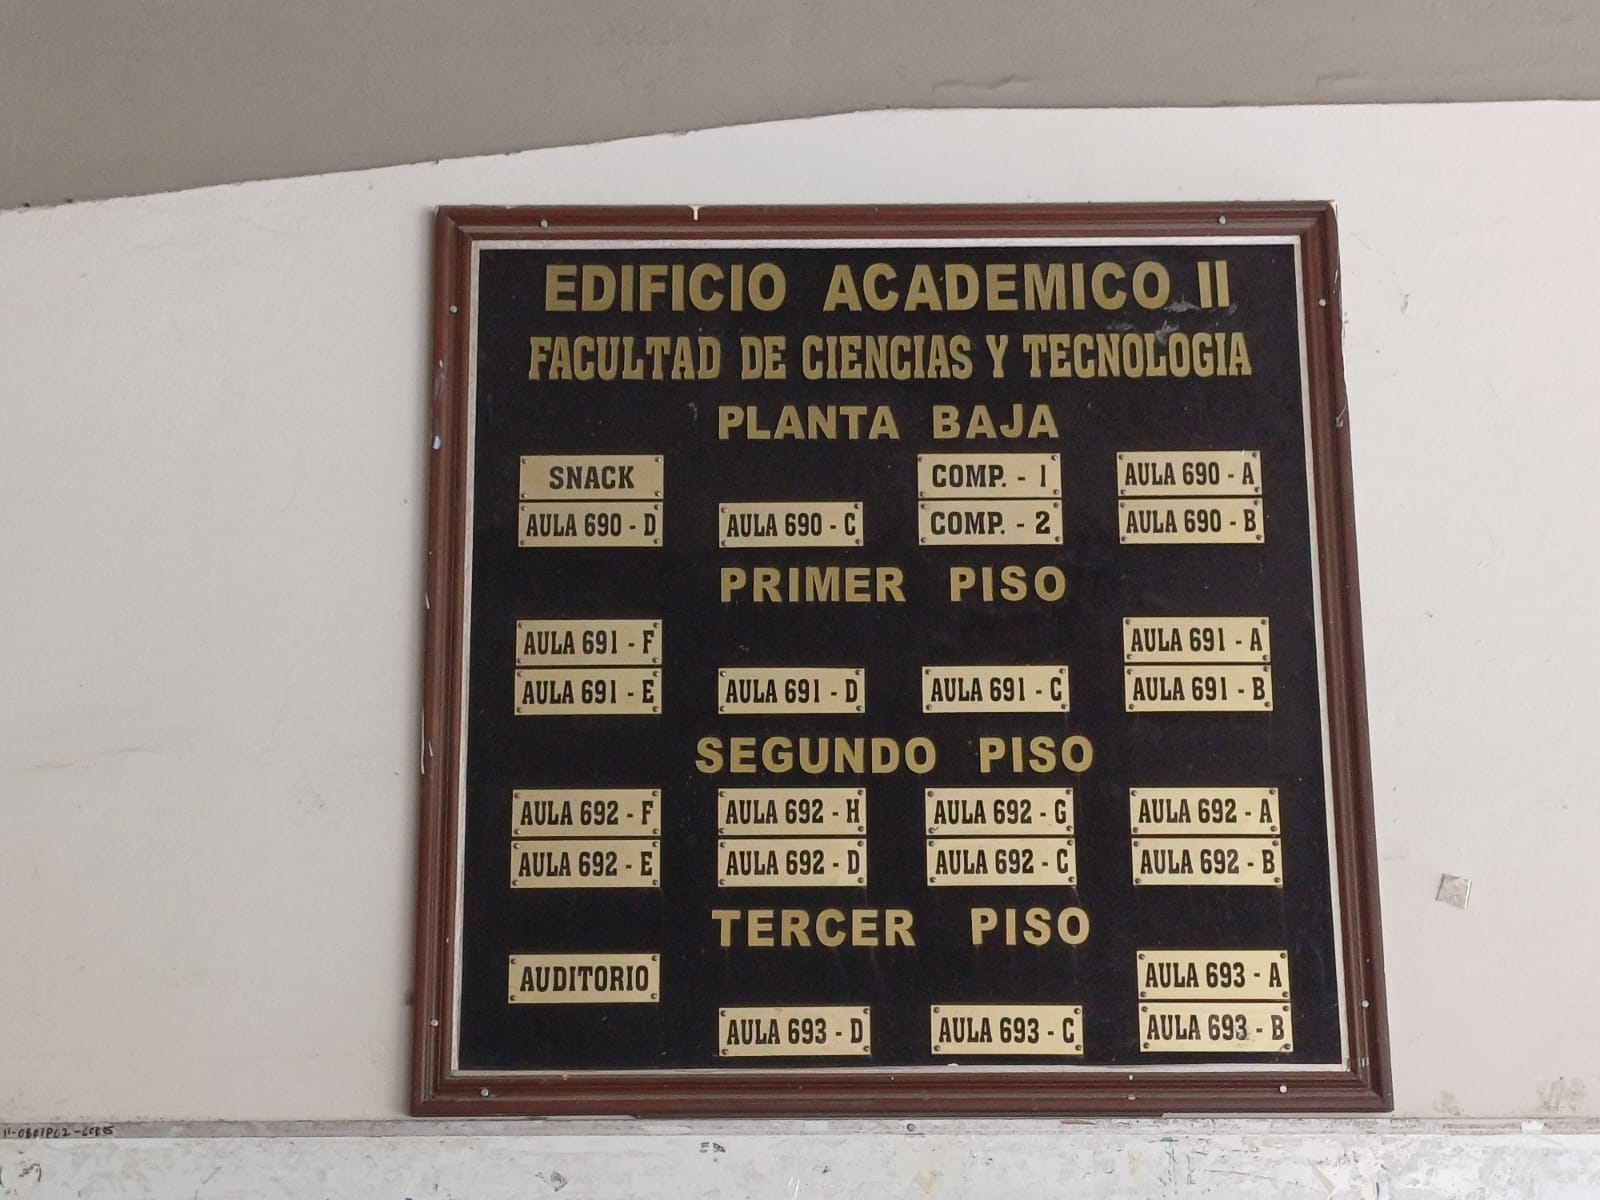 EDIFICIO ACADEMICO II
FACULTAD DE CIENCIAS Y TECNOLOGIA
PLANTA BAJA
SNACK COMP. - 1 AULA 690 - A
AULA 690 - D AULA 690 - C COMP. - 2 AULA 690 - B
PRIMER PISO
AULA 691 - F AULA 691 - A
AULA 691 - E AULA 691 - D AULA 691 - C AULA 691 - B
SEGUNDO PISO
AULA 692 - F AULA 692 - H AULA 692 - G AULA 692 - A
AULA 692 - E AULA 692 - D AULA 692 - C AULA 692 - B
TERCER PISO
AUDITORIO AULA 693 - A
AULA 693 - D AULA 693 - C AULA 693 - B